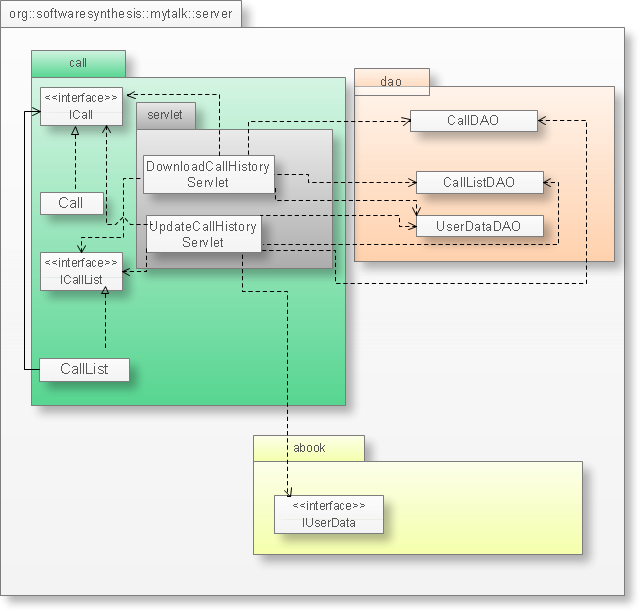 org::softwaresynthesis::mytalk::server
call
<<interface>>
ICall
servlet
DownloadCallHistory
Servlet
Call
UpdateCallHistory
Servlet
<<interface>>
ICallList
CallList
dao
CallDAO
CallListDAO
UserDataDAO
abook
<<interface>>
IUserData